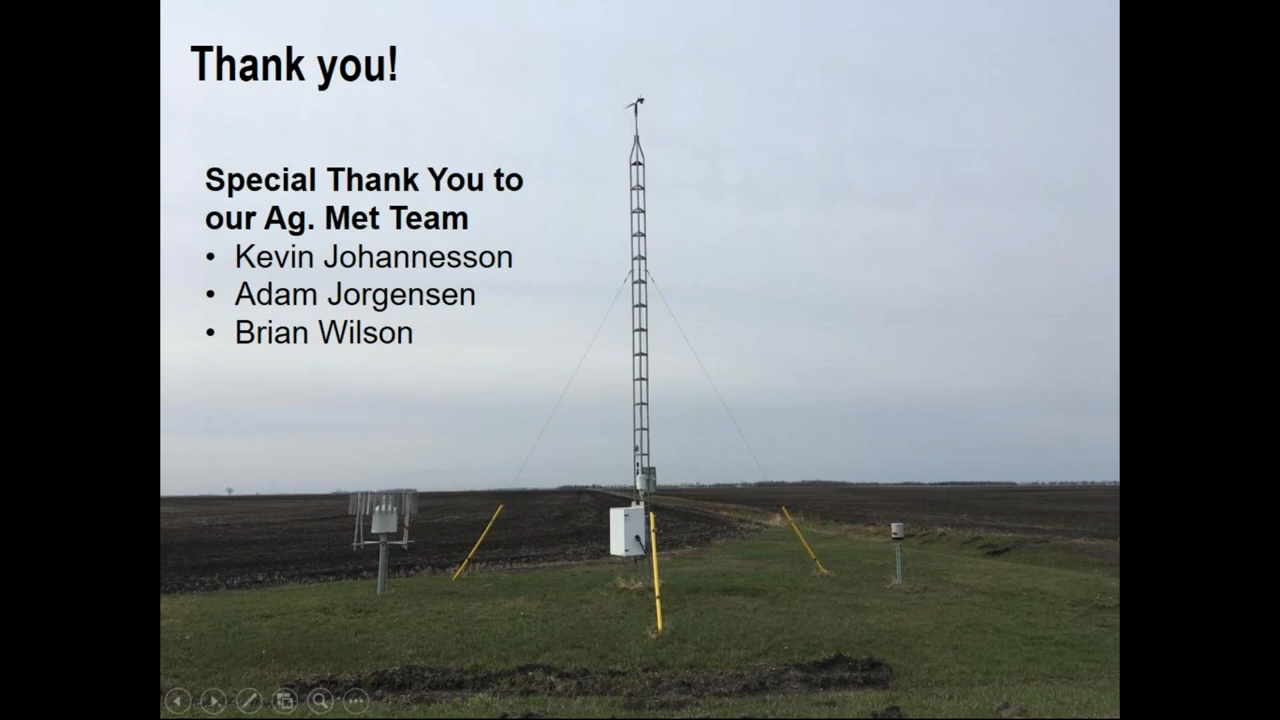 Thank you!
Special Thank You to
our Ag. Met Team
• Kevin Johannesson
• Adam Jorgensen
• Brian Wilson